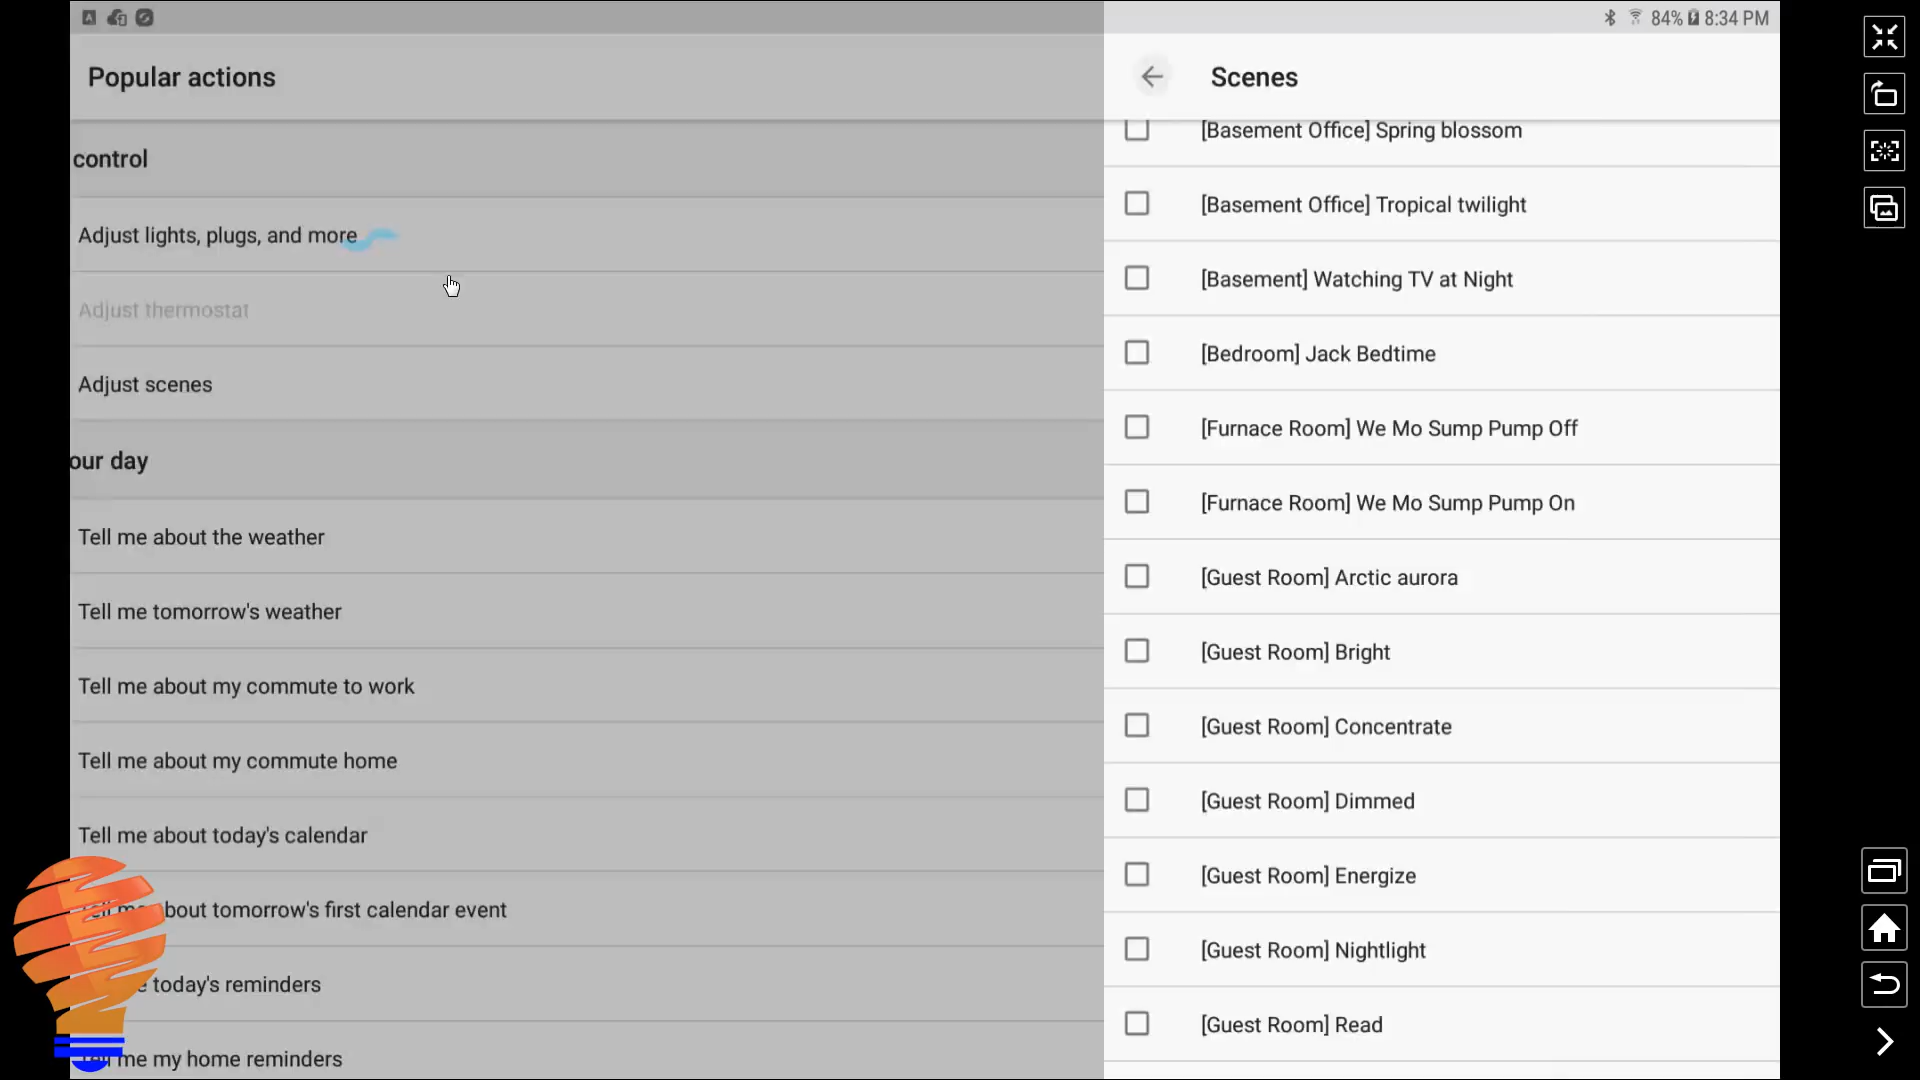 84% 8:34 PM
Popular actions
control
Adjust lights, plugs, and more
Adjust thermostat
Adjust scenes
our day
Tell me about the weather
Tell me tomorrow's weather
Tell me about my commute to work
Tell me about my commute home
Tell me about today's calendar
about tomorrow's first calendar event
today's reminders
me my home reminders
Scenes
[Basement Office] Spring blossom
[Basement Office] Tropical twilight
[Basement] Watching TV at Night
[Bedroom] Jack Bedtime
[Furnace Room] We Mo Sump Pump Off
[Furnace Room] We Mo Sump Pump On
[Guest Room] Arctic aurora
[Guest Room] Bright
[Guest Room] Concentrate
[Guest Room] Dimmed
[Guest Room] Energize
[Guest Room] Nightlight
[Guest Room] Read